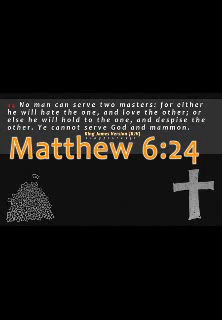 24 No man can serve two masters: for either
he will hate the one, and love the other; or
else he will hold to the one, and despise the
other. Ye cannot serve God and mammon.
King James Version (KJV)
Matthew 6:24